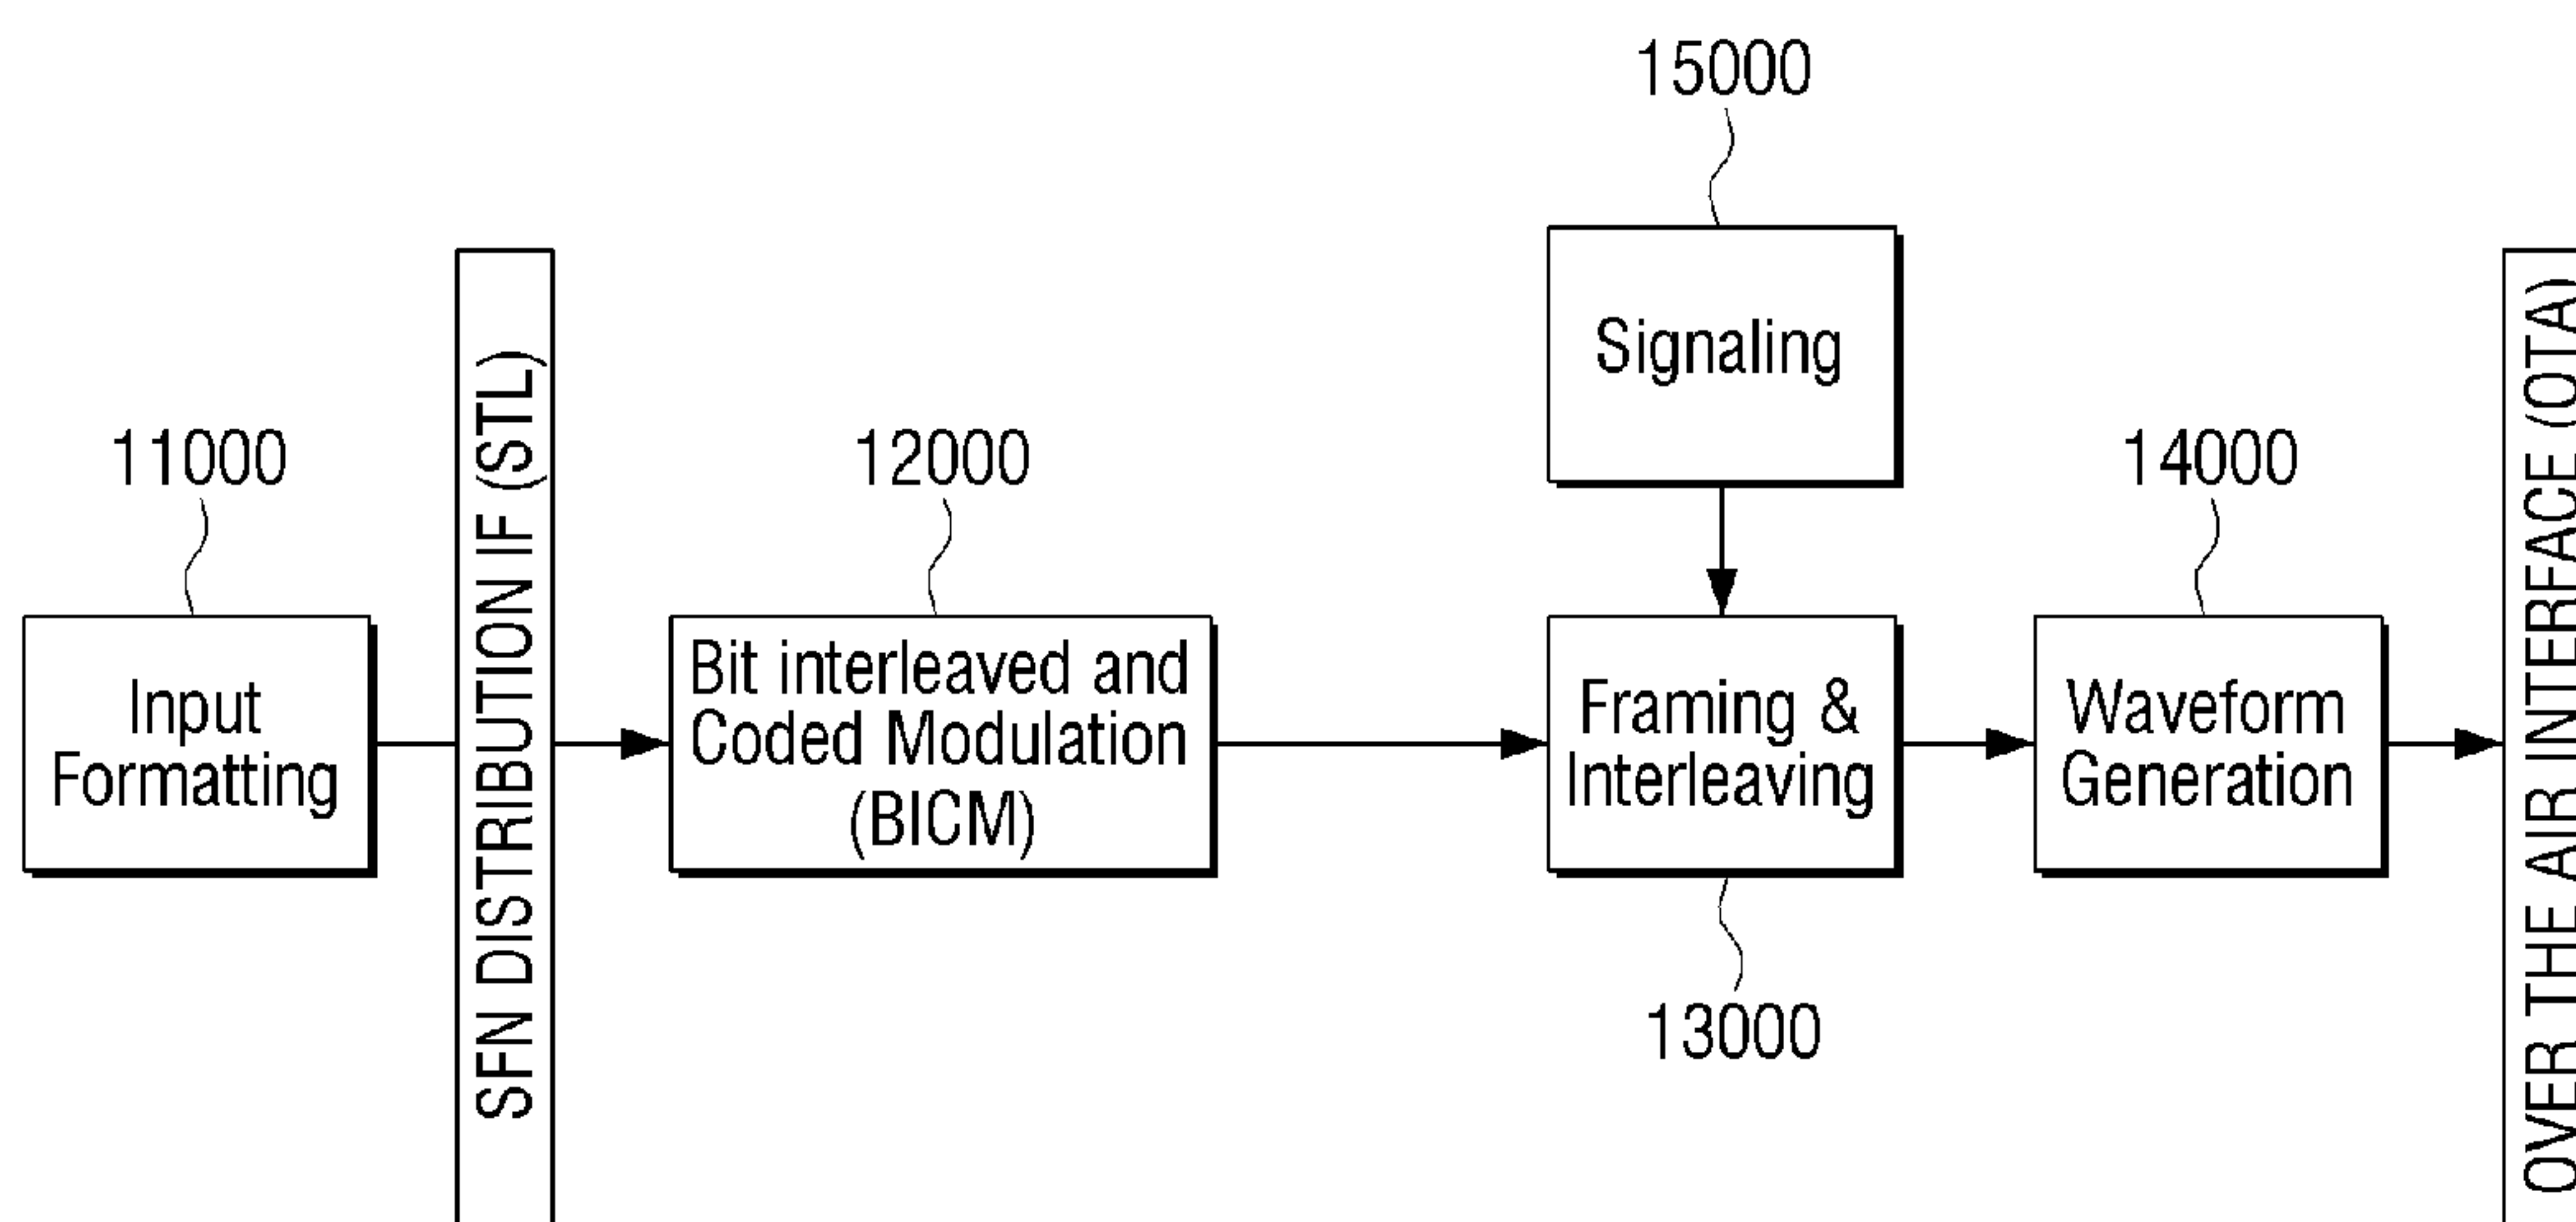 15000
Signaling
11000
12000
14000
SFN DISTRIBUTION IF (STL)
Input
Formatting
Bit interleaved and
Coded Modulation
(BICM)
Framing &
Interleaving
Waveform
Generation
OVER THE AIR INTERFACE (OTA)
13000